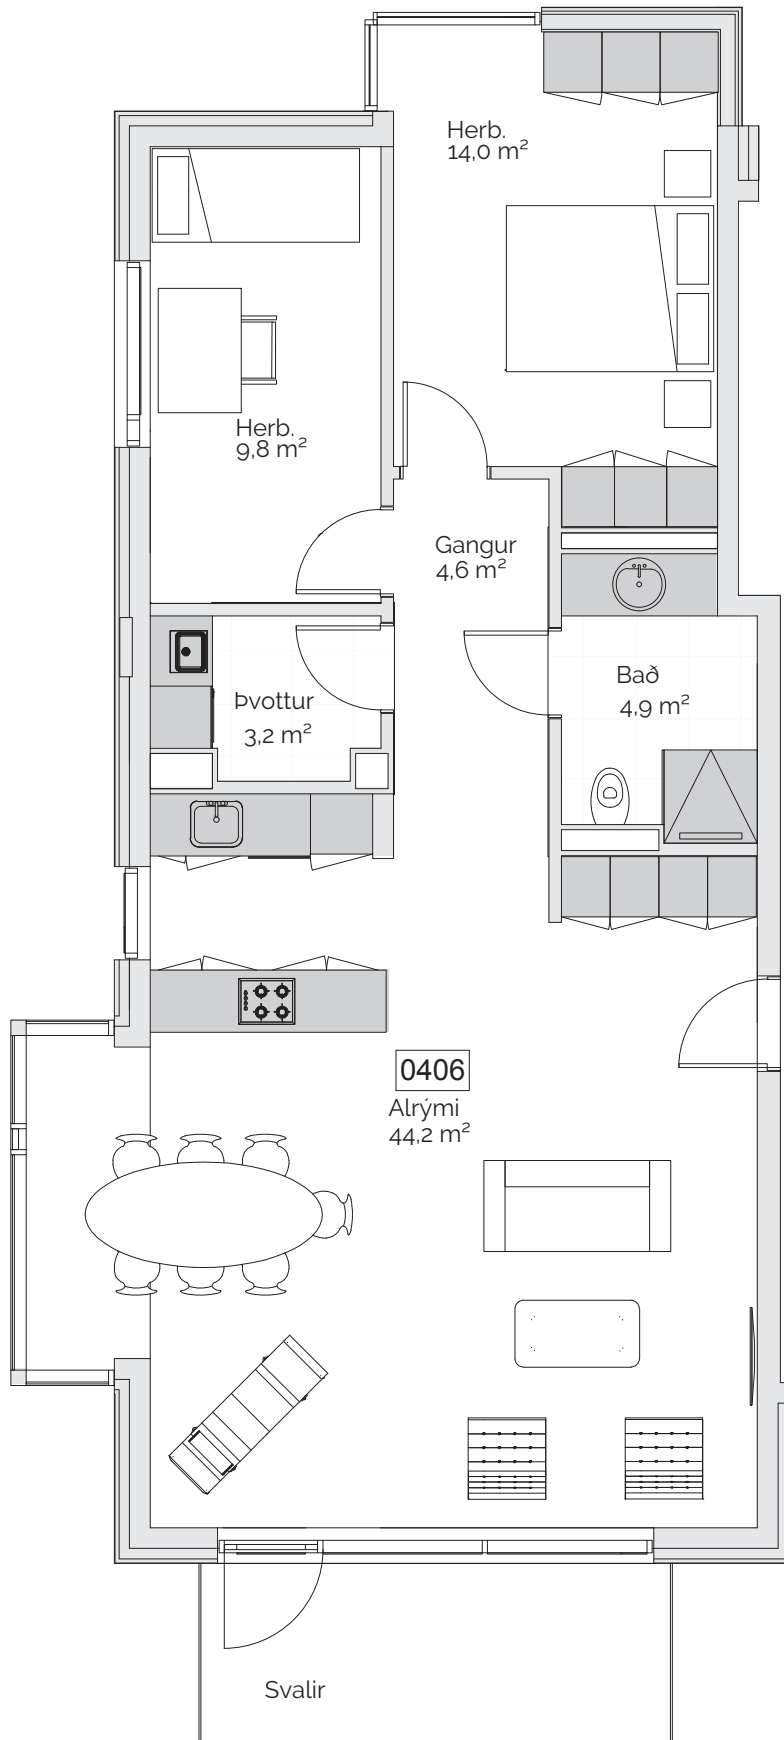 Herb.
14,0 m²
Herb.
9,8 m²
Gangur
4,6 m²
Bað
4,9 m²
Þvottur
3,2 m²
0406
Alrými
44,2 m²
Svalir